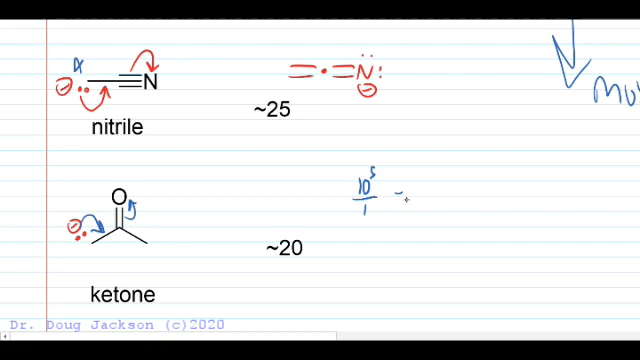 α
⊖ : N = · = N̈: ⊖
nitrile
~25
10⁵
1
O
⊖
~20
ketone
Dr. Doug Jackson (c)2020